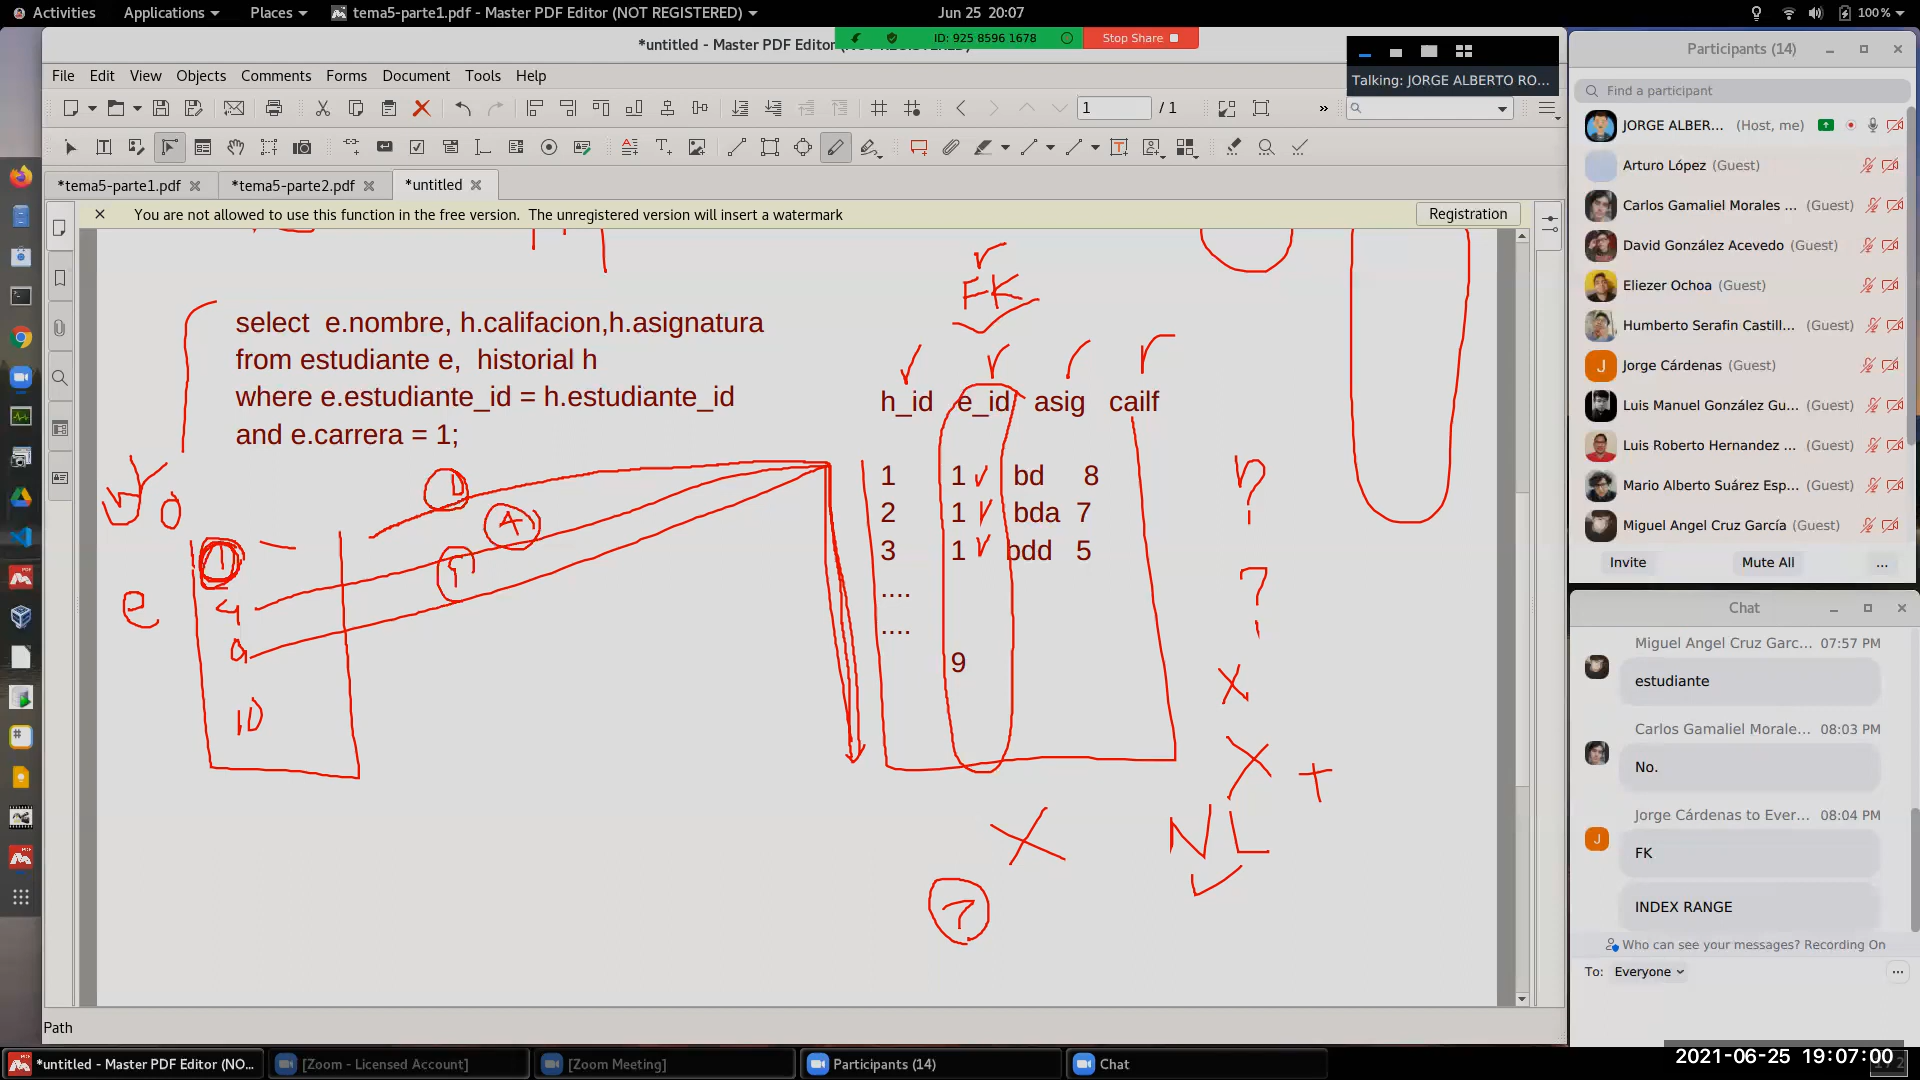 Activities Applications Places tema5-parte1.pdf - Master PDF Editor (NOT REGISTERED) Jun 25 20:07 100 %
*untitled - Master PDF Editor
ID: 925 8596 1678 Stop Share
Talking: JORGE ALBERTO RO...
File Edit View Objects Comments Forms Document Tools Help
1 / 1 »
*tema5-parte1.pdf *tema5-parte2.pdf *untitled
You are not allowed to use this function in the free version. The unregistered version will insert a watermark
Registration
FK
select e.nombre, h.califacion,h.asignatura
from estudiante e, historial h
where e.estudiante_id = h.estudiante_id
and e.carrera = 1;
h_id e_id asig cailf
1 1 bd 8
2 1 bda 7
3 1 bdd 5
....
....
9
1
4
e
9
10
?
?
X
X +
X
NL
?
Path
Participants (14)
Find a participant
JORGE ALBER... (Host, me)
Arturo López (Guest)
Carlos Gamaliel Morales ... (Guest)
David González Acevedo (Guest)
Eliezer Ochoa (Guest)
Humberto Serafin Castill... (Guest)
J Jorge Cárdenas (Guest)
Luis Manuel González Gu... (Guest)
Luis Roberto Hernandez ... (Guest)
Mario Alberto Suárez Esp... (Guest)
Miguel Angel Cruz García (Guest)
Invite Mute All ...
Chat
Miguel Angel Cruz Garc... 07:57 PM
estudiante
Carlos Gamaliel Morale... 08:03 PM
No.
Jorge Cárdenas to Ever... 08:04 PM
J
FK
INDEX RANGE
Who can see your messages? Recording On
To: Everyone
*untitled - Master PDF Editor (NO... [Zoom - Licensed Account] [Zoom Meeting] Participants (14) Chat
2021-06-25 19:07:00